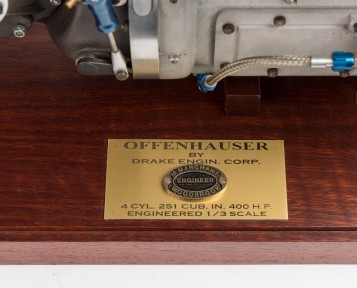 OFFENHAUSER
BY
DRAKE ENGIN. CORP.
ENGINEER
4 CYL. 251 CUB. IN. 400 H.P.
ENGINEERED 1/3 SCALE